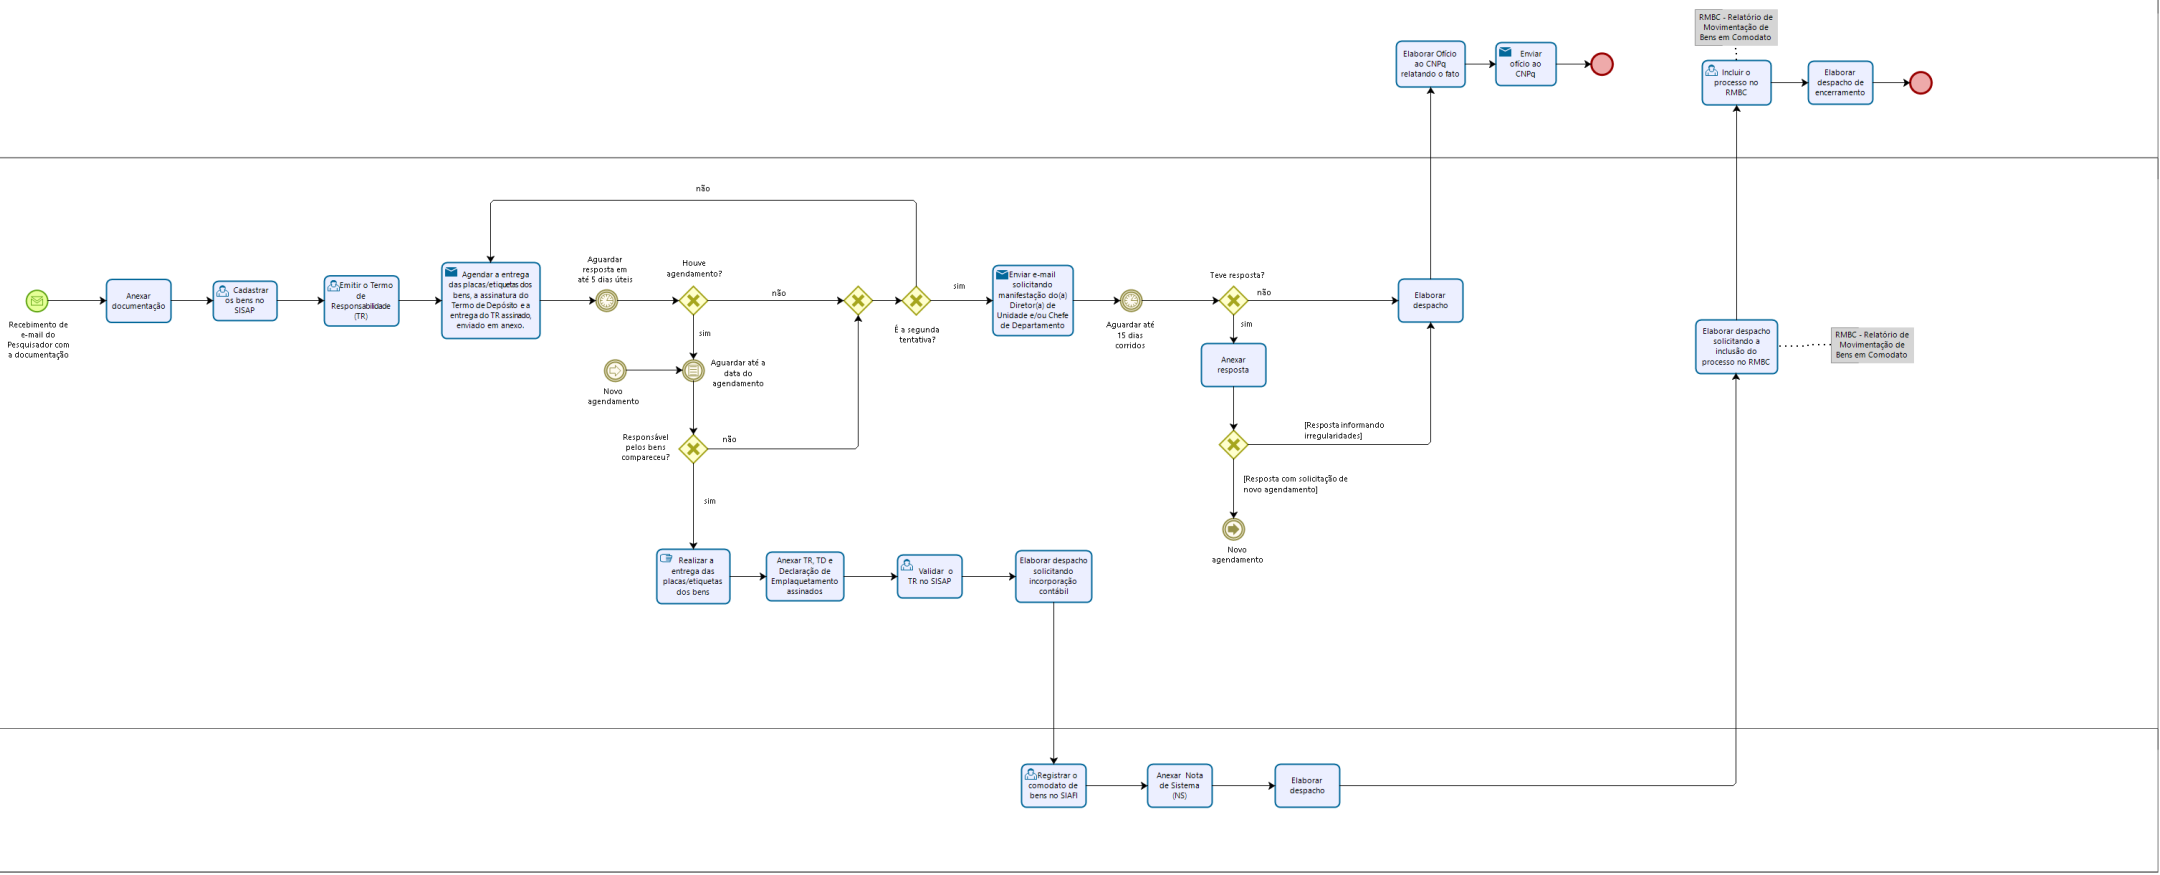 RMBC - Relatório de
Movimentação de
Bens em Comodato
Elaborar Ofício
ao CNPq
relatando o fato
Enviar
ofício ao
CNPq
Incluir o
processo no
RMBC
Elaborar
despacho de
encerramento
não
Recebimento de
e-mail do
Pesquisador com
a documentação
Anexar
documentação
Cadastrar
os bens no
SISAP
Emitir o Termo
de
Responsabilidade
(TR)
Agendar a entrega
das placas/etiquetas dos
bens, a assinatura do
Termo de Depósito e a
entrega do TR assinado,
enviado em anexo.
Aguardar
resposta em
até 5 dias úteis
Houve
agendamento?
não
sim
Novo
agendamento
Aguardar até a
data do
agendamento
Responsável
pelos bens
compareceu?
não
sim
É a segunda
tentativa?
sim
Enviar e-mail
solicitando
manifestação do(a)
Diretor(a) de
Unidade e/ou Chefe
de Departamento
Aguardar até
15 dias
corridos
Teve resposta?
não
sim
Anexar
resposta
[Resposta informando
irregularidades]
[Resposta com solicitação de
novo agendamento]
Novo
agendamento
Elaborar
despacho
Elaborar despacho
solicitando a
inclusão do
processo no RMBC
RMBC - Relatório de
Movimentação de
Bens em Comodato
Realizar a
entrega das
placas/etiquetas
dos bens
Anexar TR, TD e
Declaração de
Emplaquetamento
assinados
Validar o
TR no SISAP
Elaborar despacho
solicitando
incorporação
contábil
Registrar o
comodato de
bens no SIAFI
Anexar Nota
de Sistema
(NS)
Elaborar
despacho